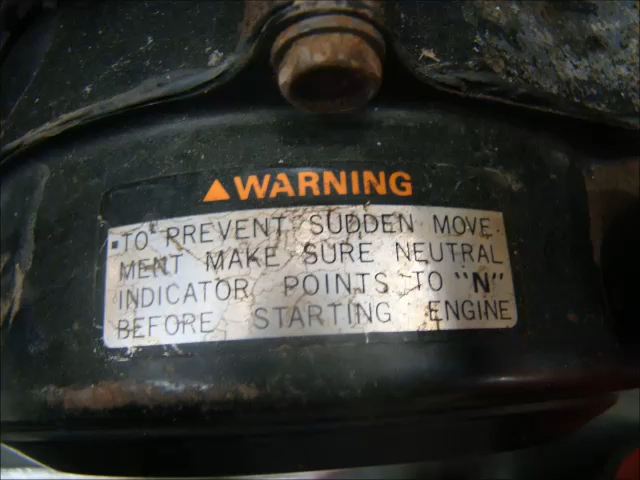 ▲WARNING
▪TO PREVENT SUDDEN MOVE-
MENT MAKE SURE NEUTRAL
INDICATOR POINTS TO "N"
BEFORE STARTING ENGINE